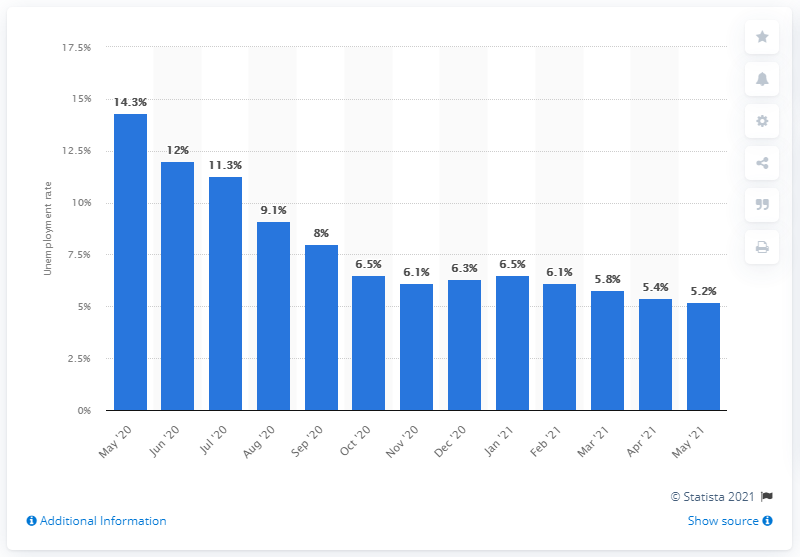 17.5%
15%
12.5%
10%
7.5%
5%
2.5%
0%
Unemployment rate
14.3%
12%
11.3%
9.1%
8%
6.5%
6.1%
6.3%
6.5%
6.1%
5.8%
5.4%
5.2%
May '20
Jun '20
Jul '20
Aug '20
Sep '20
Oct '20
Nov '20
Dec '20
Jan '21
Feb '21
Mar '21
Apr '21
May '21
© Statista 2021
Additional Information
Show source